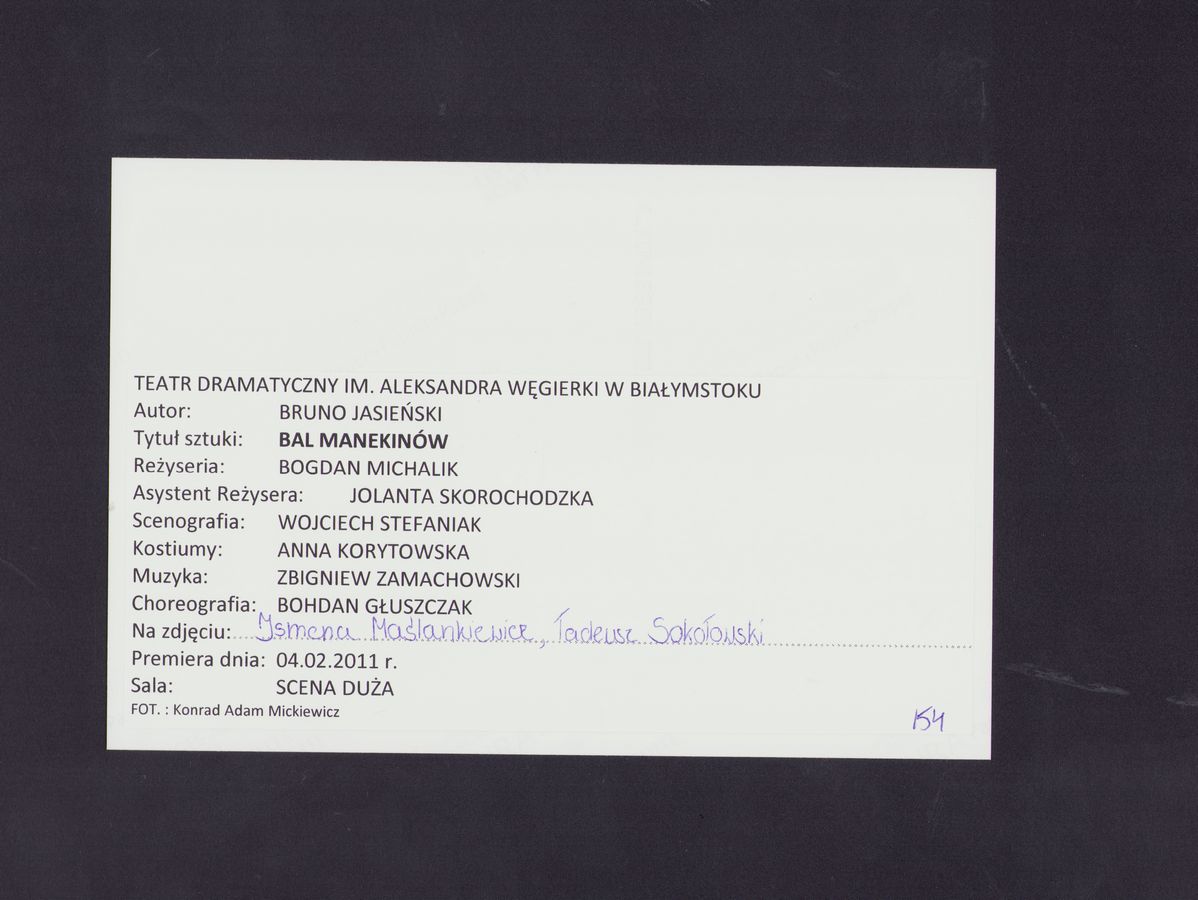 TEATR DRAMATYCZNY IM. ALEKSANDRA WĘGIERKI W BIAŁYMSTOKU
Autor: BRUNO JASIEŃSKI
Tytuł sztuki: BAL MANEKINÓW
Reżyseria: BOGDAN MICHALIK
Asystent Reżysera: JOLANTA SKOROCHODZKA
Scenografia: WOJCIECH STEFANIAK
Kostiumy: ANNA KORYTOWSKA
Muzyka: ZBIGNIEW ZAMACHOWSKI
Choreografia: BOHDAN GŁUSZCZAK
Na zdjęciu: Ismena Maślankiewicz, Tadeusz Sokołowski
Premiera dnia: 04.02.2011 r.
Sala: SCENA DUŻA
FOT. : Konrad Adam Mickiewicz
154